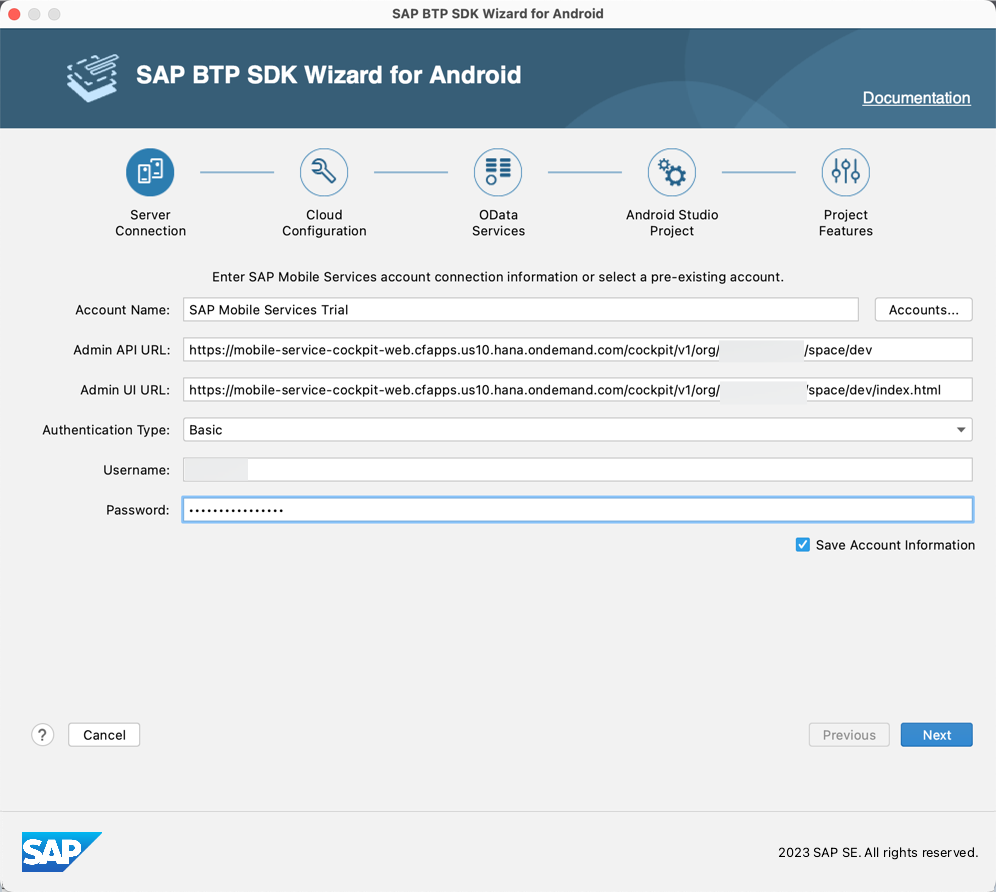 SAP BTP SDK Wizard for Android
SAP BTP SDK Wizard for Android
Documentation
Server Connection
Cloud Configuration
OData Services
Android Studio Project
Project Features
Enter SAP Mobile Services account connection information or select a pre-existing account.
Account Name: SAP Mobile Services Trial Accounts...
Admin API URL: https://mobile-service-cockpit-web.cfapps.us10.hana.ondemand.com/cockpit/v1/org/ /space/dev
Admin UI URL: https://mobile-service-cockpit-web.cfapps.us10.hana.ondemand.com/cockpit/v1/org/ /space/dev/index.html
Authentication Type: Basic
Username:
Password: ••••••••••••••••
Save Account Information
? Cancel Previous Next
SAP 2023 SAP SE. All rights reserved.